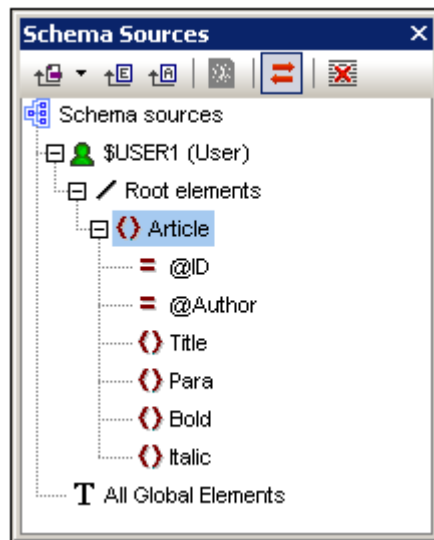 Schema Sources
E A
Schema sources
$USER1 (User)
Root elements
Article
@ID
@Author
Title
Para
Bold
Italic
T All Global Elements